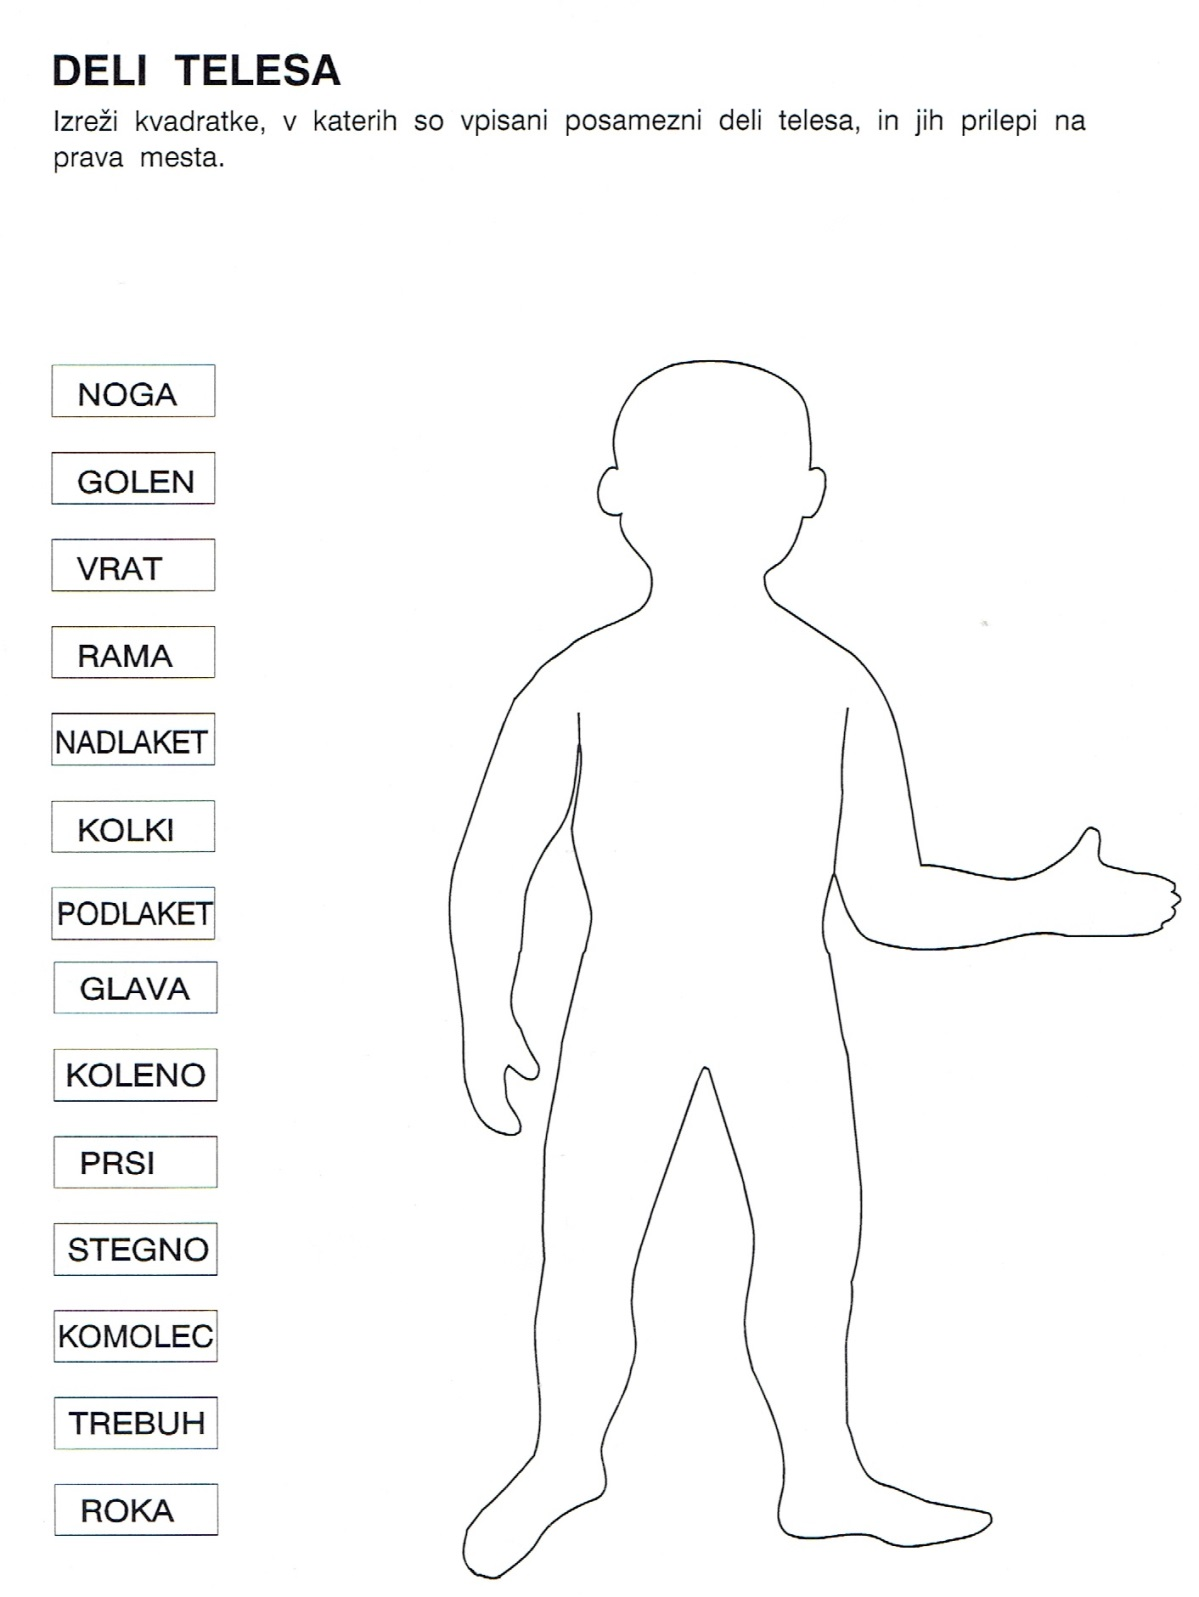 DELI TELESA
Izreži kvadratke, v katerih so vpisani posamezni deli telesa, in jih prilepi na
prava mesta.
NOGA
GOLEN
VRAT
RAMA
NADLAKET
KOLKI
PODLAKET
GLAVA
KOLENO
PRSI
STEGNO
KOMOLEC
TREBUH
ROKA